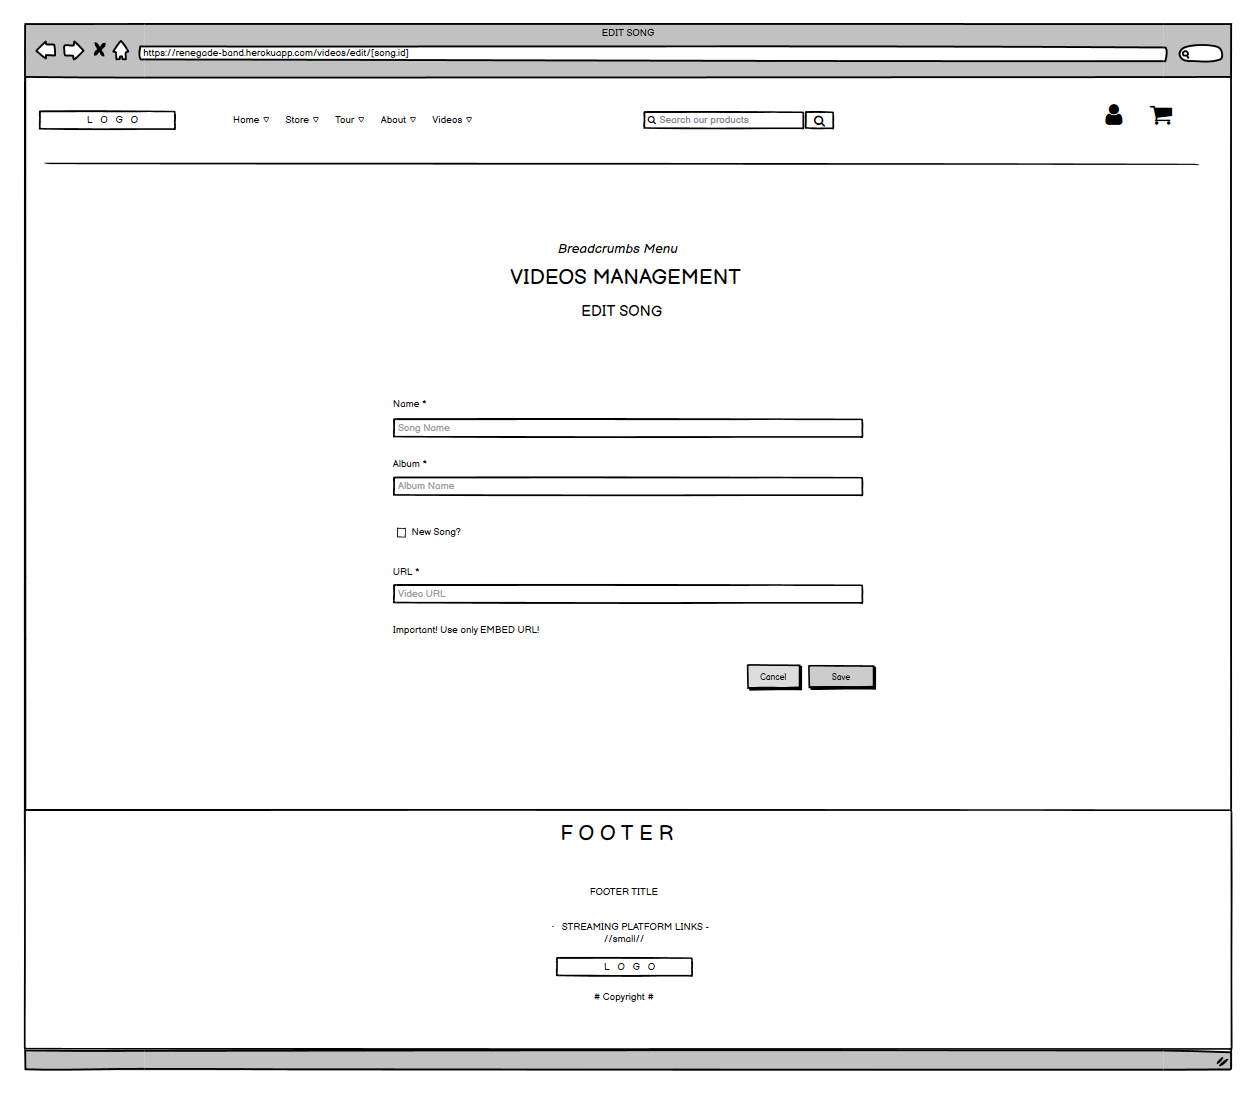 EDIT SONG
https://renegade-band.herokuapp.com/videos/edit/[song.id]
LOGO Home Store Tour About Videos Search our products
Breadcrumbs Menu
VIDEOS MANAGEMENT
EDIT SONG
Name *
Song Name
Album *
Album Name
New Song?
URL *
Video URL
Important! Use only EMBED URL!
Cancel Save
FOOTER
FOOTER TITLE
- STREAMING PLATFORM LINKS -
//small//
LOGO
# Copyright #